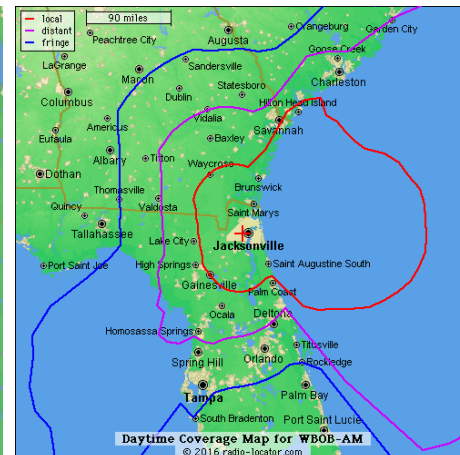 local
distant
fringe
90 miles
Orangeburg
Garden City
Peachtree City
Augusta
Goose Creek
LaGrange
Sandersville
Macon
Charleston
Columbus
Dublin
Statesboro
Hilton Head Island
Vidalia
Americus
Savannah
Eufaula
Baxley
Albany
Tifton
Waycross
Dothan
Brunswick
Thomasville
Valdosta
Saint Marys
Quincy
Tallahassee
Lake City
Jacksonville
Port Saint Joe
High Springs
Saint Augustine South
Gainesville
Palm Coast
Ocala
Deltona
Homosassa Springs
Titusville
Spring Hill
Orlando
Rockledge
Tampa
Palm Bay
South Bradenton
Port Saint Lucie
Daytime Coverage Map for WBOB-AM
© 2016 radio-locator.com